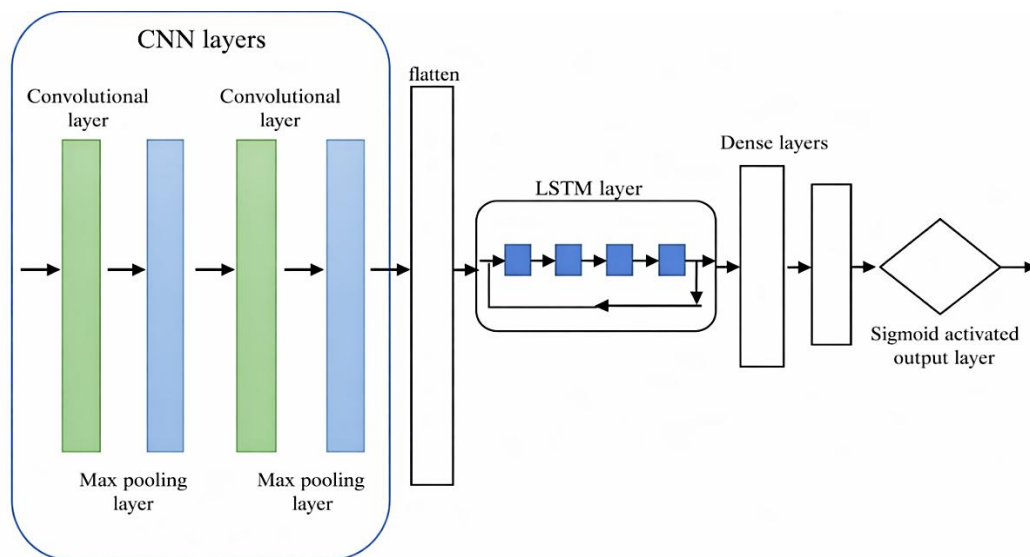 CNN layers
Convolutional
layer
Convolutional
layer
Max pooling
layer
Max pooling
layer
flatten
LSTM layer
Dense layers
Sigmoid activated
output layer